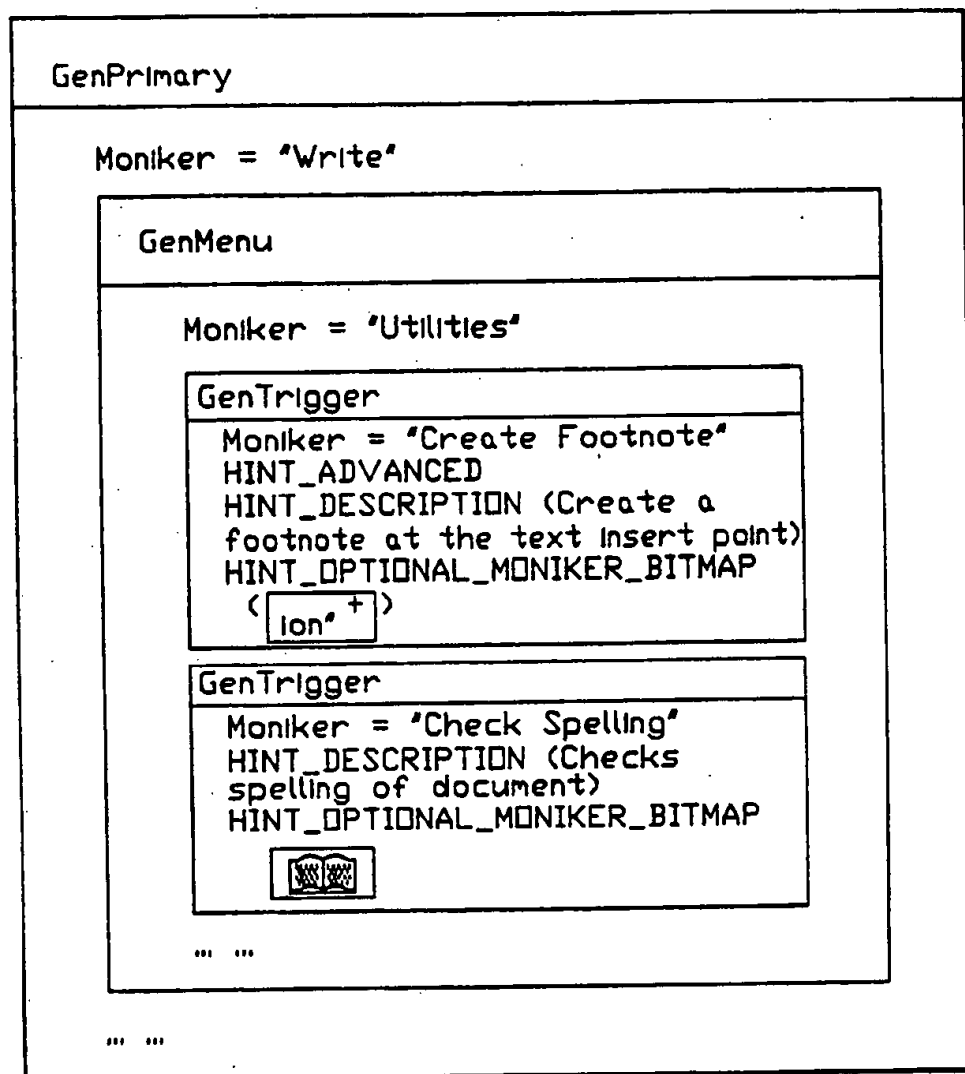 GenPrimary
Moniker = "Write"
GenMenu
Moniker = "Utilities"
GenTrigger
Moniker = "Create Footnote"
HINT_ADVANCED
HINT_DESCRIPTION (Create a
footnote at the text insert point)
HINT_OPTIONAL_MONIKER_BITMAP
( ion" + )
GenTrigger
Moniker = "Check Spelling"
HINT_DESCRIPTION (Checks
spelling of document)
HINT_OPTIONAL_MONIKER_BITMAP
... ...
... ...